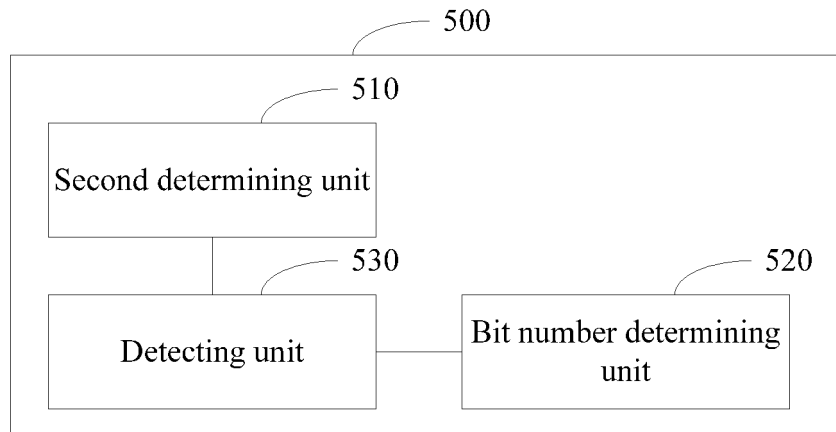 500
510
Second determining unit
530
520
Detecting unit
Bit number determining
unit